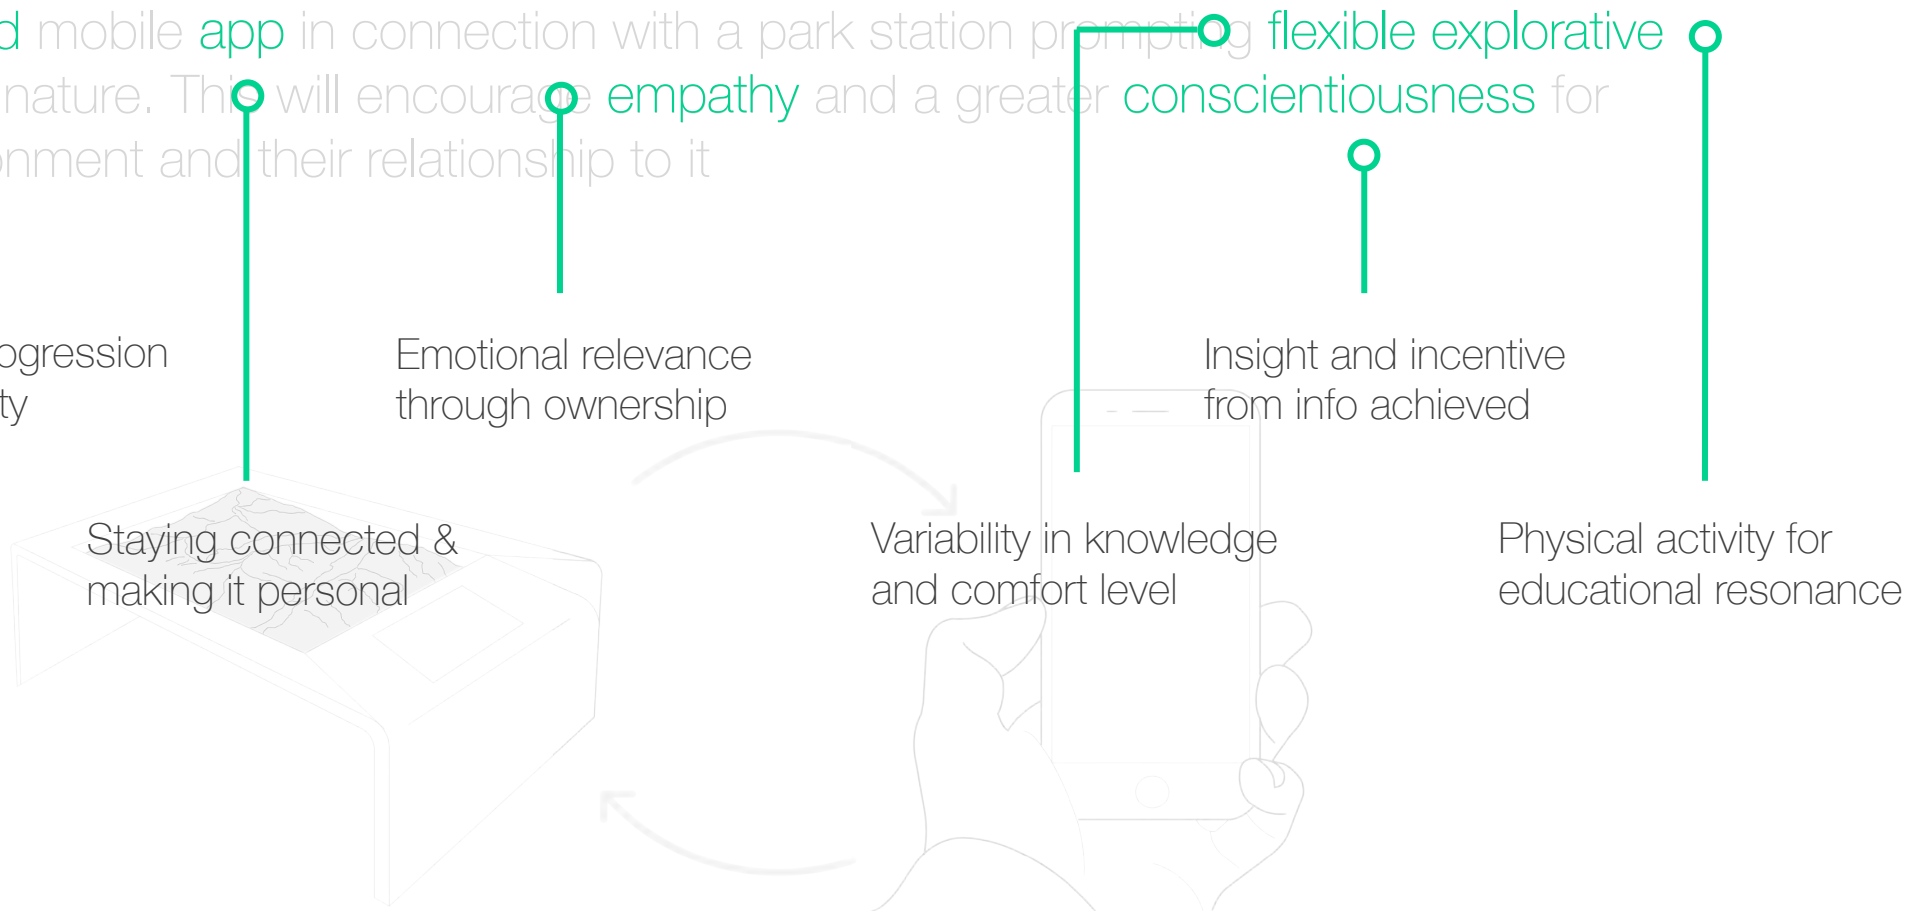 d mobile app in connection with a park station prompting flexible explorative
nature. This will encourage empathy and a greater conscientiousness for
onment and their relationship to it
ogression
ty
Emotional relevance
through ownership
Insight and incentive
from info achieved
Staying connected &
making it personal
Variability in knowledge
and comfort level
Physical activity for
educational resonance